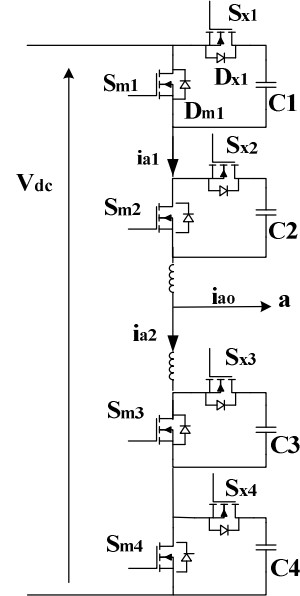 Sx1
Sm1
Dx1
C1
Dm1
ia1
Sx2
Vdc
Sm2
C2
iao
a
ia2
Sx3
Sm3
C3
Sx4
Sm4
C4